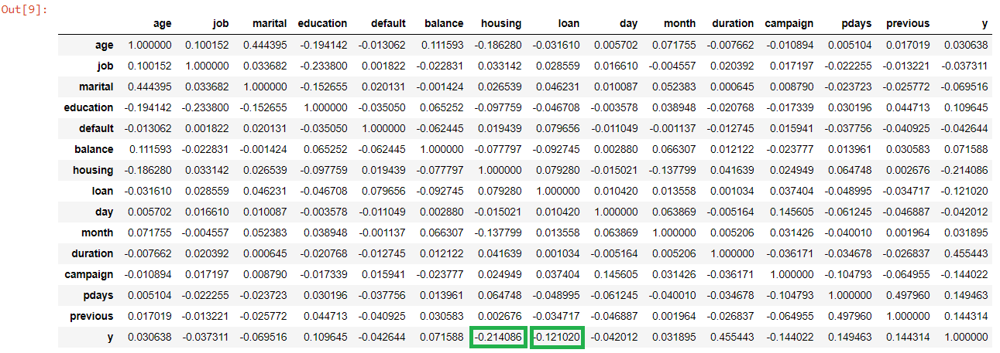 Out[9]:
age job marital education default balance housing loan day month duration campaign pdays previous y
age 1.000000 0.100152 0.444395 -0.194142 -0.013062 0.111593 -0.186280 -0.031610 0.005702 0.071755 -0.007662 -0.010894 0.005104 0.017019 0.030638
job 0.100152 1.000000 0.033682 -0.233800 0.001822 -0.022831 0.033142 0.028559 0.016610 -0.004557 0.020392 0.017197 -0.022255 -0.013221 -0.037311
marital 0.444395 0.033682 1.000000 -0.152655 0.020131 -0.001424 0.026539 0.046231 0.010087 0.052383 0.000645 0.008790 -0.023723 -0.025772 -0.069516
education -0.194142 -0.233800 -0.152655 1.000000 -0.035050 0.065252 -0.097759 -0.046708 -0.003578 0.038948 -0.020768 -0.017339 0.030196 0.044713 0.109645
default -0.013062 0.001822 0.020131 -0.035050 1.000000 -0.062445 0.019439 0.079656 -0.011049 -0.001137 -0.012745 0.015941 -0.037756 -0.040925 -0.042644
balance 0.111593 -0.022831 -0.001424 0.065252 -0.062445 1.000000 -0.077797 -0.092745 0.002880 0.066307 0.012122 -0.023777 0.013961 0.030583 0.071588
housing -0.186280 0.033142 0.026539 -0.097759 0.019439 -0.077797 1.000000 0.079280 -0.015021 -0.137799 0.041639 0.024949 0.064748 0.002676 -0.214086
loan -0.031610 0.028559 0.046231 -0.046708 0.079656 -0.092745 0.079280 1.000000 0.010420 0.013558 0.001034 0.037404 -0.048995 -0.034717 -0.121020
day 0.005702 0.016610 0.010087 -0.003578 -0.011049 0.002880 -0.015021 0.010420 1.000000 0.063869 -0.005164 0.145605 -0.061245 -0.046887 -0.042012
month 0.071755 -0.004557 0.052383 0.038948 -0.001137 0.066307 -0.137799 0.013558 0.063869 1.000000 0.005206 0.031426 -0.040010 0.001964 0.031895
duration -0.007662 0.020392 0.000645 -0.020768 -0.012745 0.012122 0.041639 0.001034 -0.005164 0.005206 1.000000 -0.036171 -0.034678 -0.026837 0.455443
campaign -0.010894 0.017197 0.008790 -0.017339 0.015941 -0.023777 0.024949 0.037404 0.145605 0.031426 -0.036171 1.000000 -0.104793 -0.064955 -0.144022
pdays 0.005104 -0.022255 -0.023723 0.030196 -0.037756 0.013961 0.064748 -0.048995 -0.061245 -0.040010 -0.034678 -0.104793 1.000000 0.497960 0.149463
previous 0.017019 -0.013221 -0.025772 0.044713 -0.040925 0.030583 0.002676 -0.034717 -0.046887 0.001964 -0.026837 -0.064955 0.497960 1.000000 0.144314
y 0.030638 -0.037311 -0.069516 0.109645 -0.042644 0.071588 -0.214086 -0.121020 -0.042012 0.031895 0.455443 -0.144022 0.149463 0.144314 1.000000